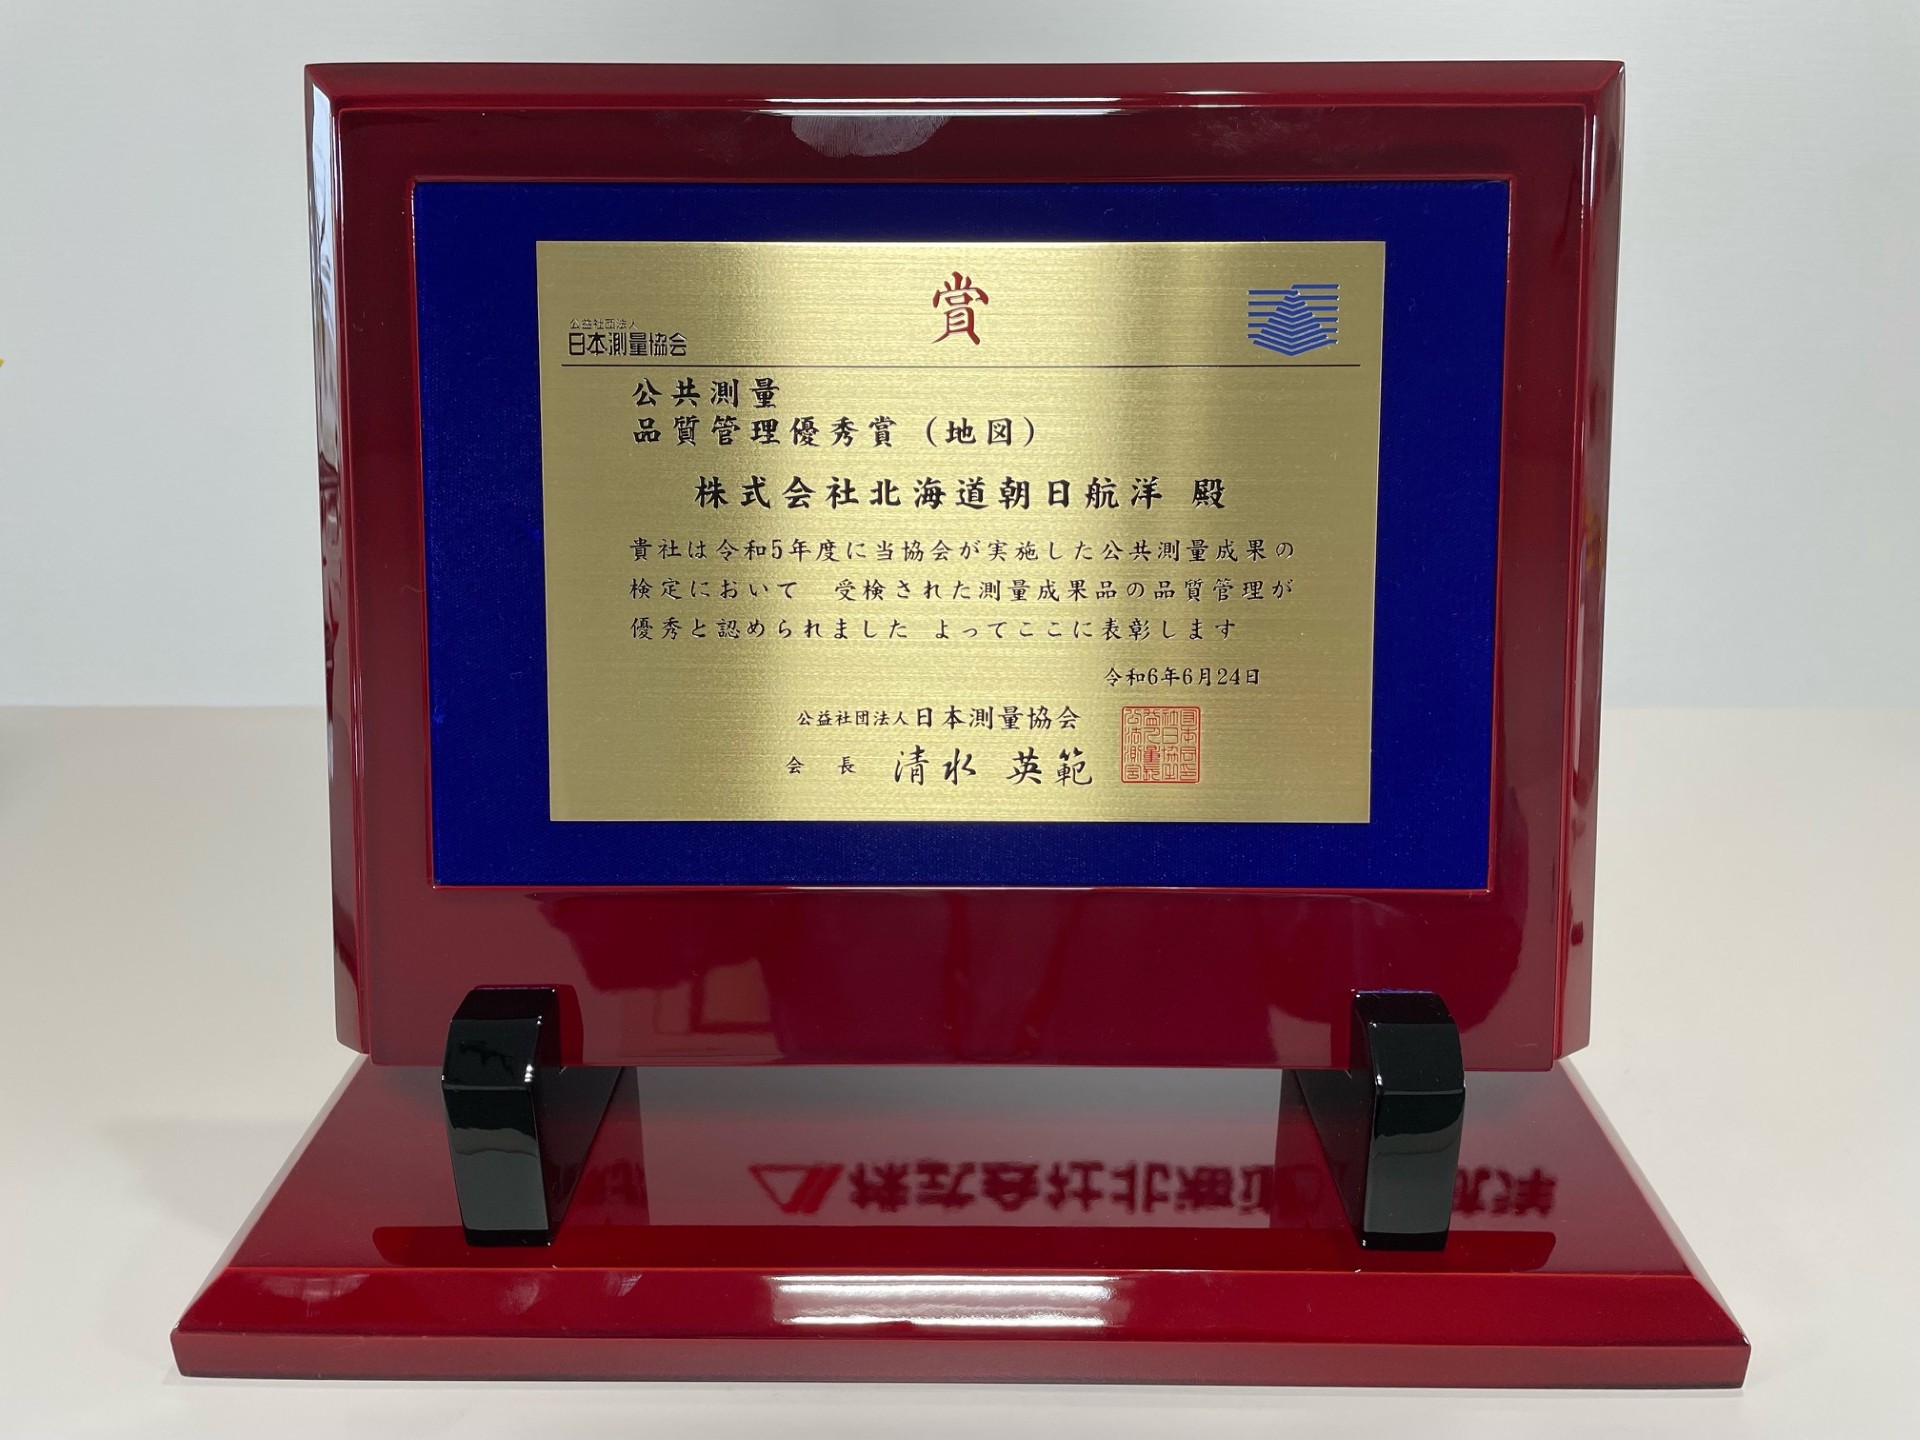 賞
公益社団法人
日本測量協会
公共測量
品質管理優秀賞（地図）
株式会社北海道朝日航洋 殿
貴社は令和5年度に当協会が実施した公共測量成果の
検定において 受検された測量成果品の品質管理が
優秀と認められました よってここに表彰します
令和6年6月24日
公益社団法人日本測量協会
会 長 清水 英範